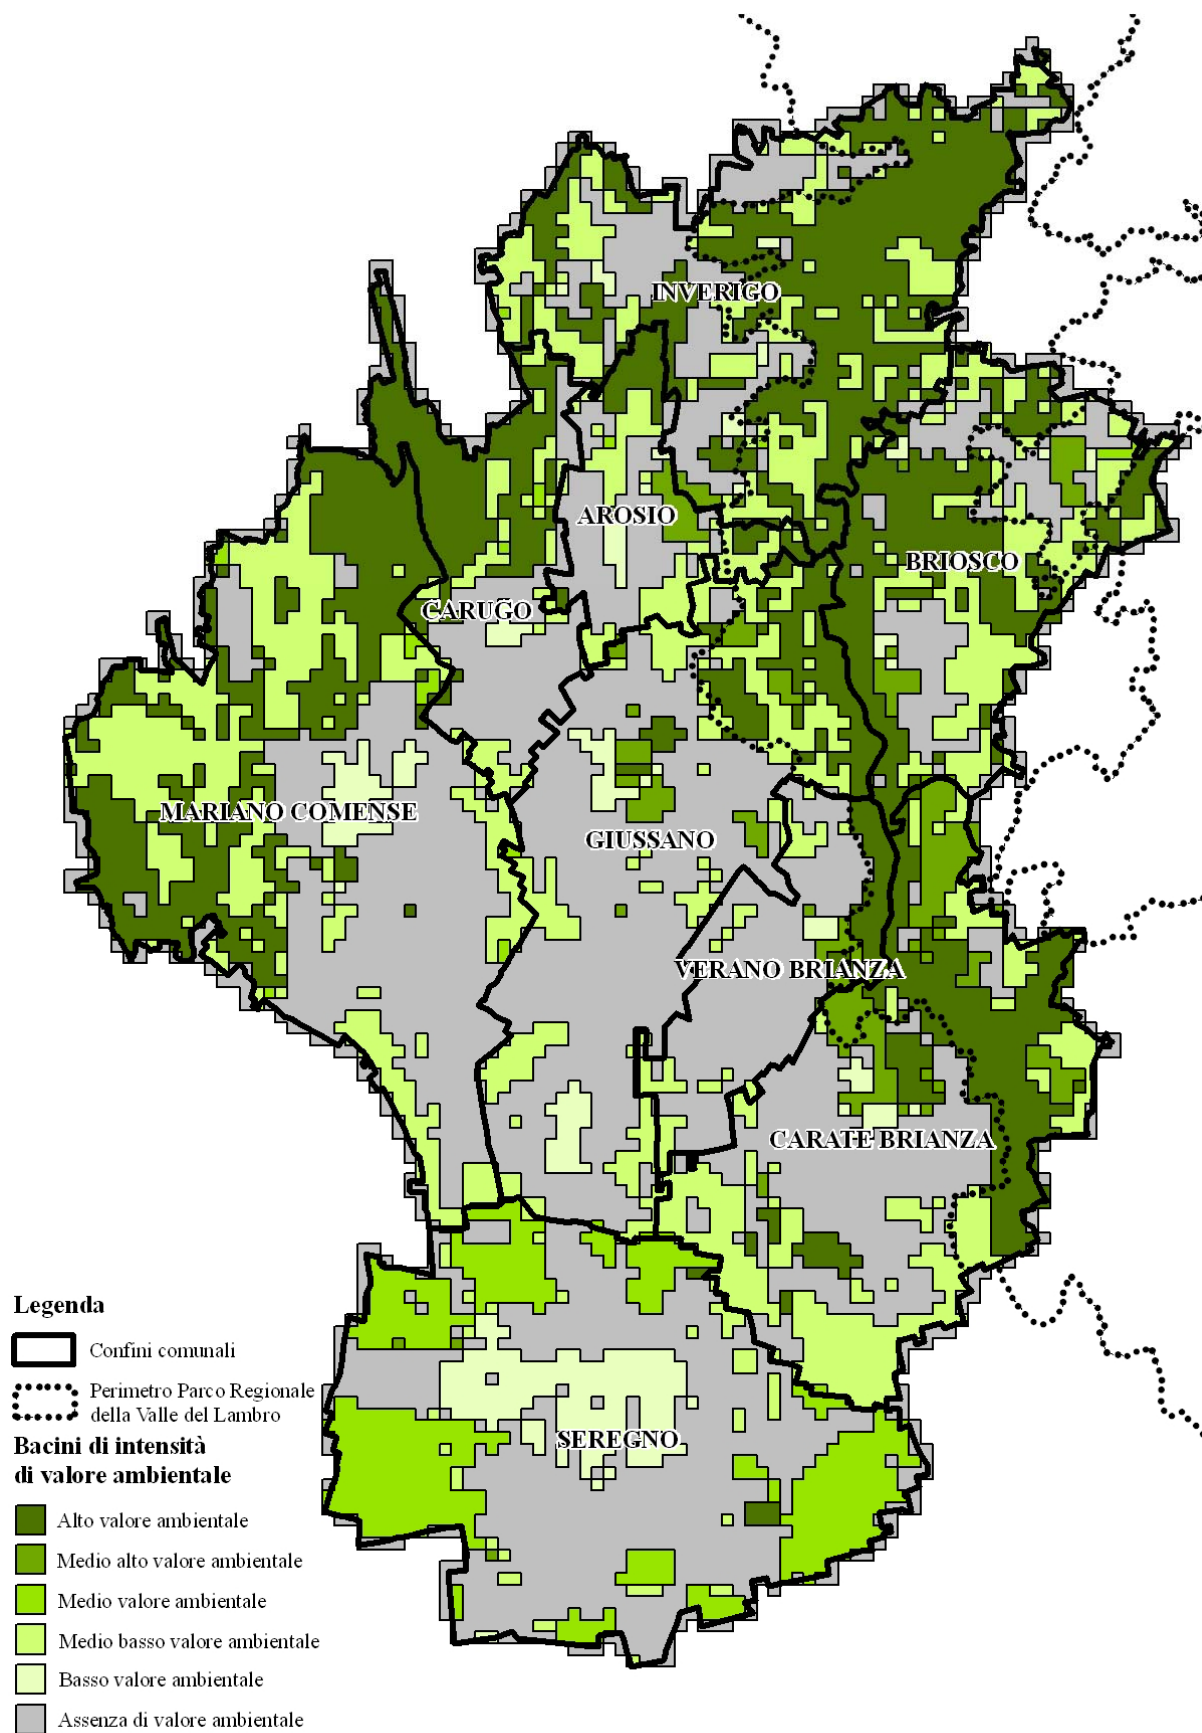 INVERIGO
AROSIO
BRIOSCO
CARUGO
MARIANO COMENSE
GIUSSANO
VERANO BRIANZA
CARATE BRIANZA
SEREGNO
Legenda
Confini comunali
Perimetro Parco Regionale
della Valle del Lambro
Bacini di intensità
di valore ambientale
Alto valore ambientale
Medio alto valore ambientale
Medio valore ambientale
Medio basso valore ambientale
Basso valore ambientale
Assenza di valore ambientale